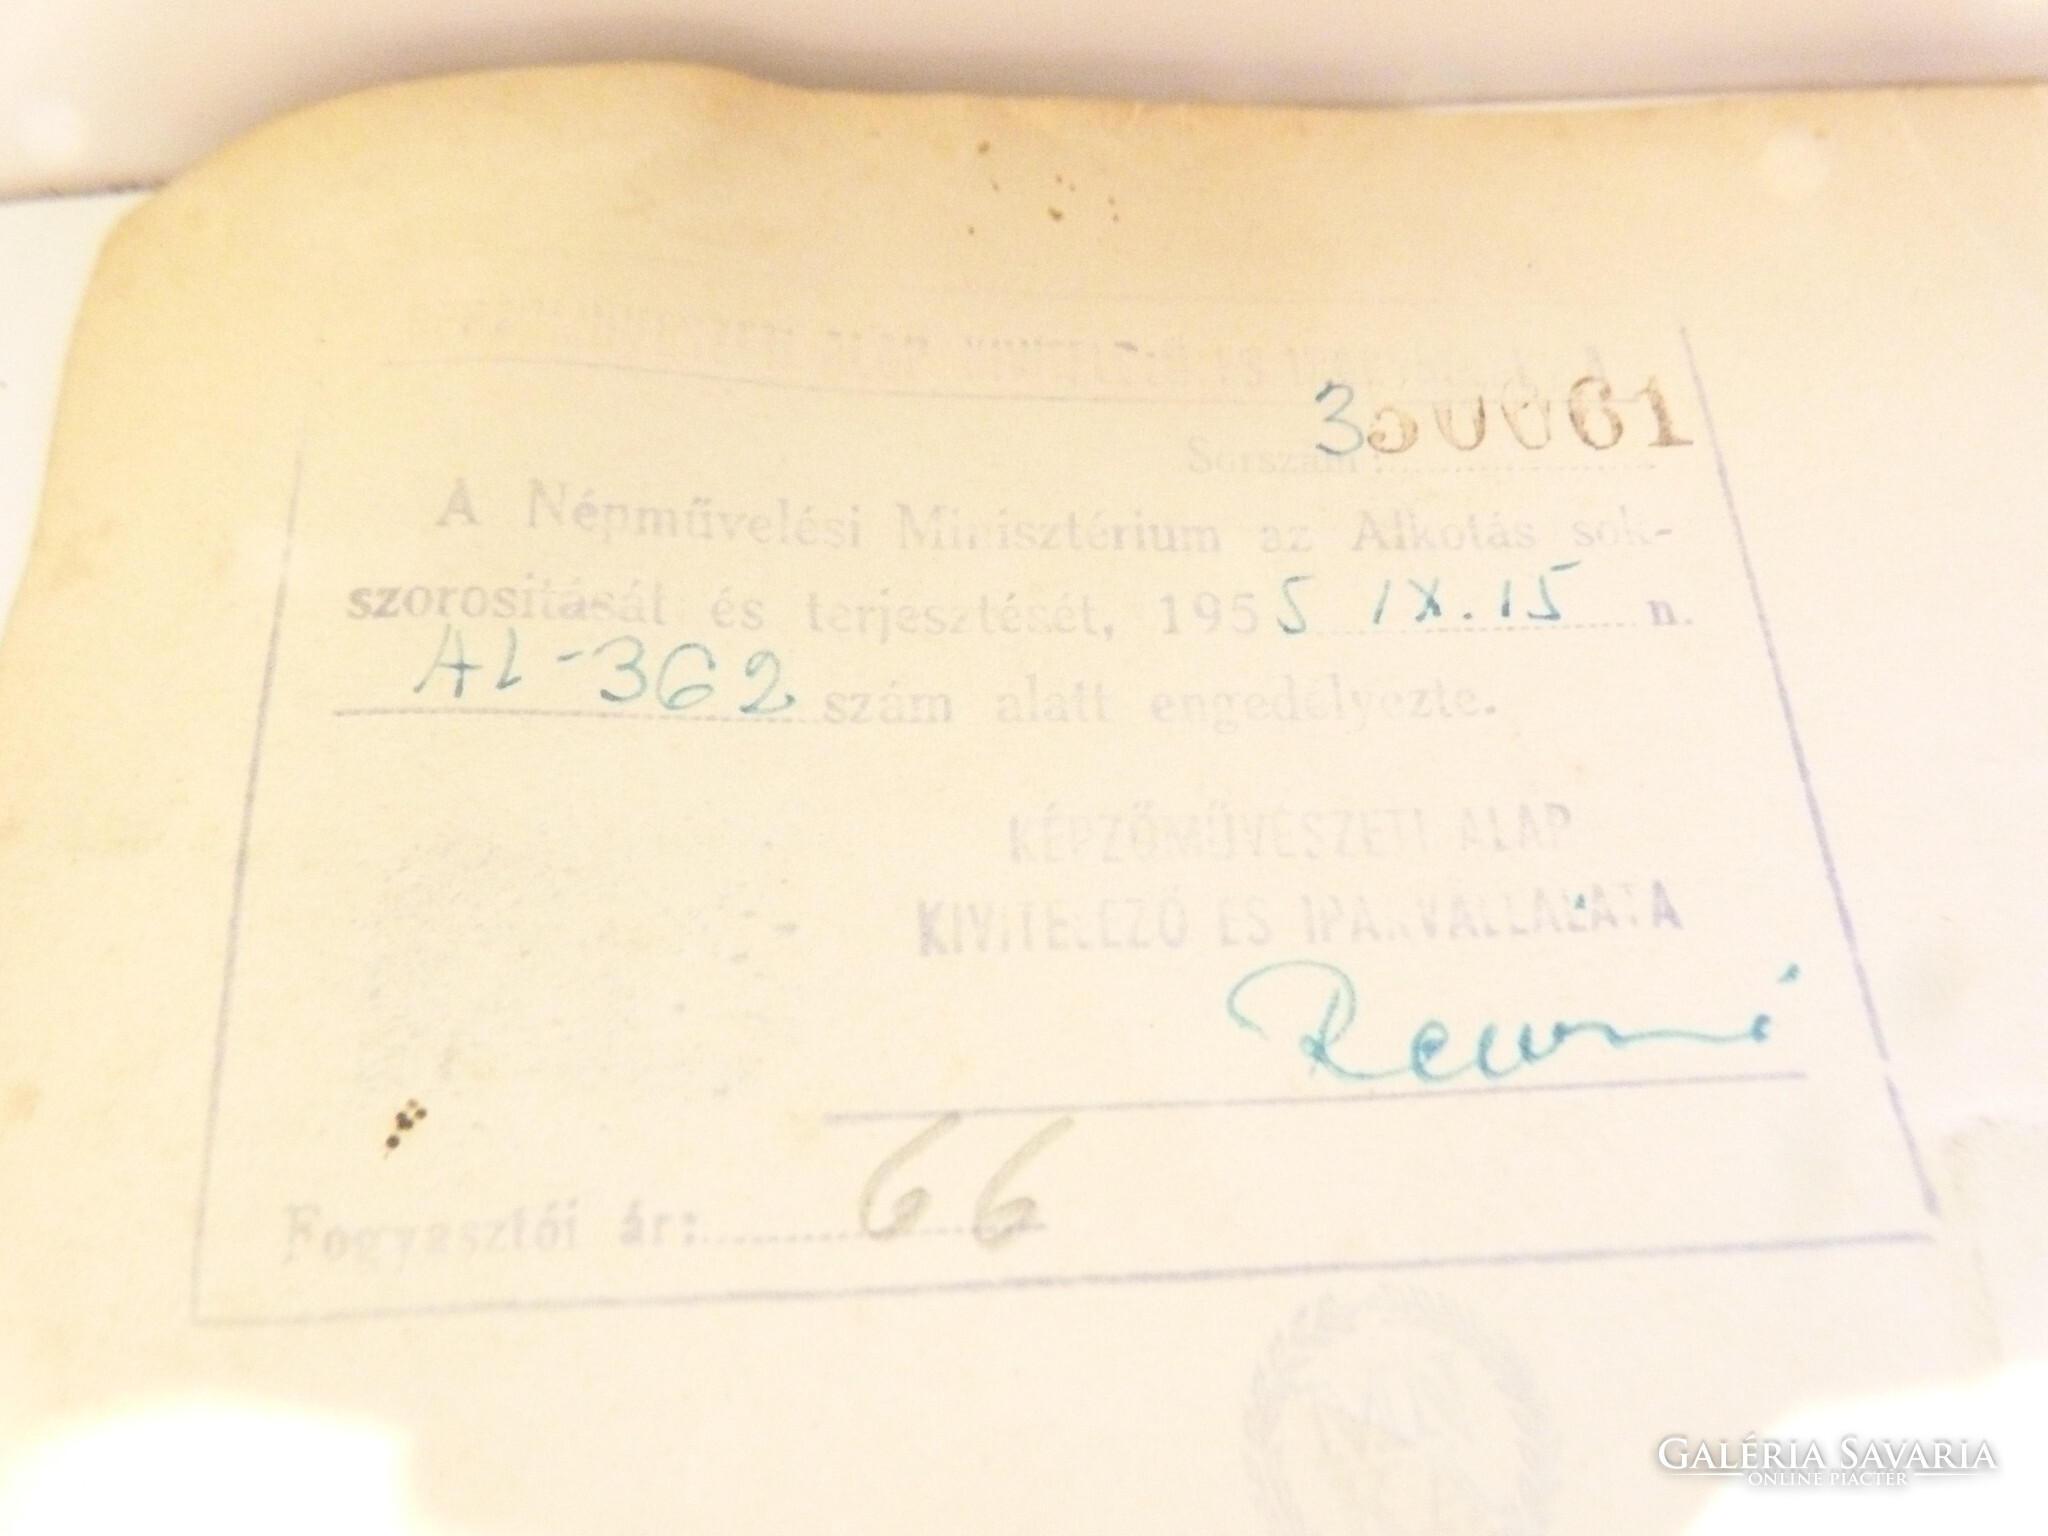 350061
Sorszám:
A Népművelési Minisztérium az Alkotás sok-
szorosítását és terjesztését, 1955 IX. 15 n.
AL-362 szám alatt engedélyezte.
KÉPZŐMŰVÉSZETI ALAP
KIVITELEZŐ ÉS IPARVÁLLALATA
Fogyasztói ár: 66
GALÉRIA SAVARIA
ONLINE PIACTÉR